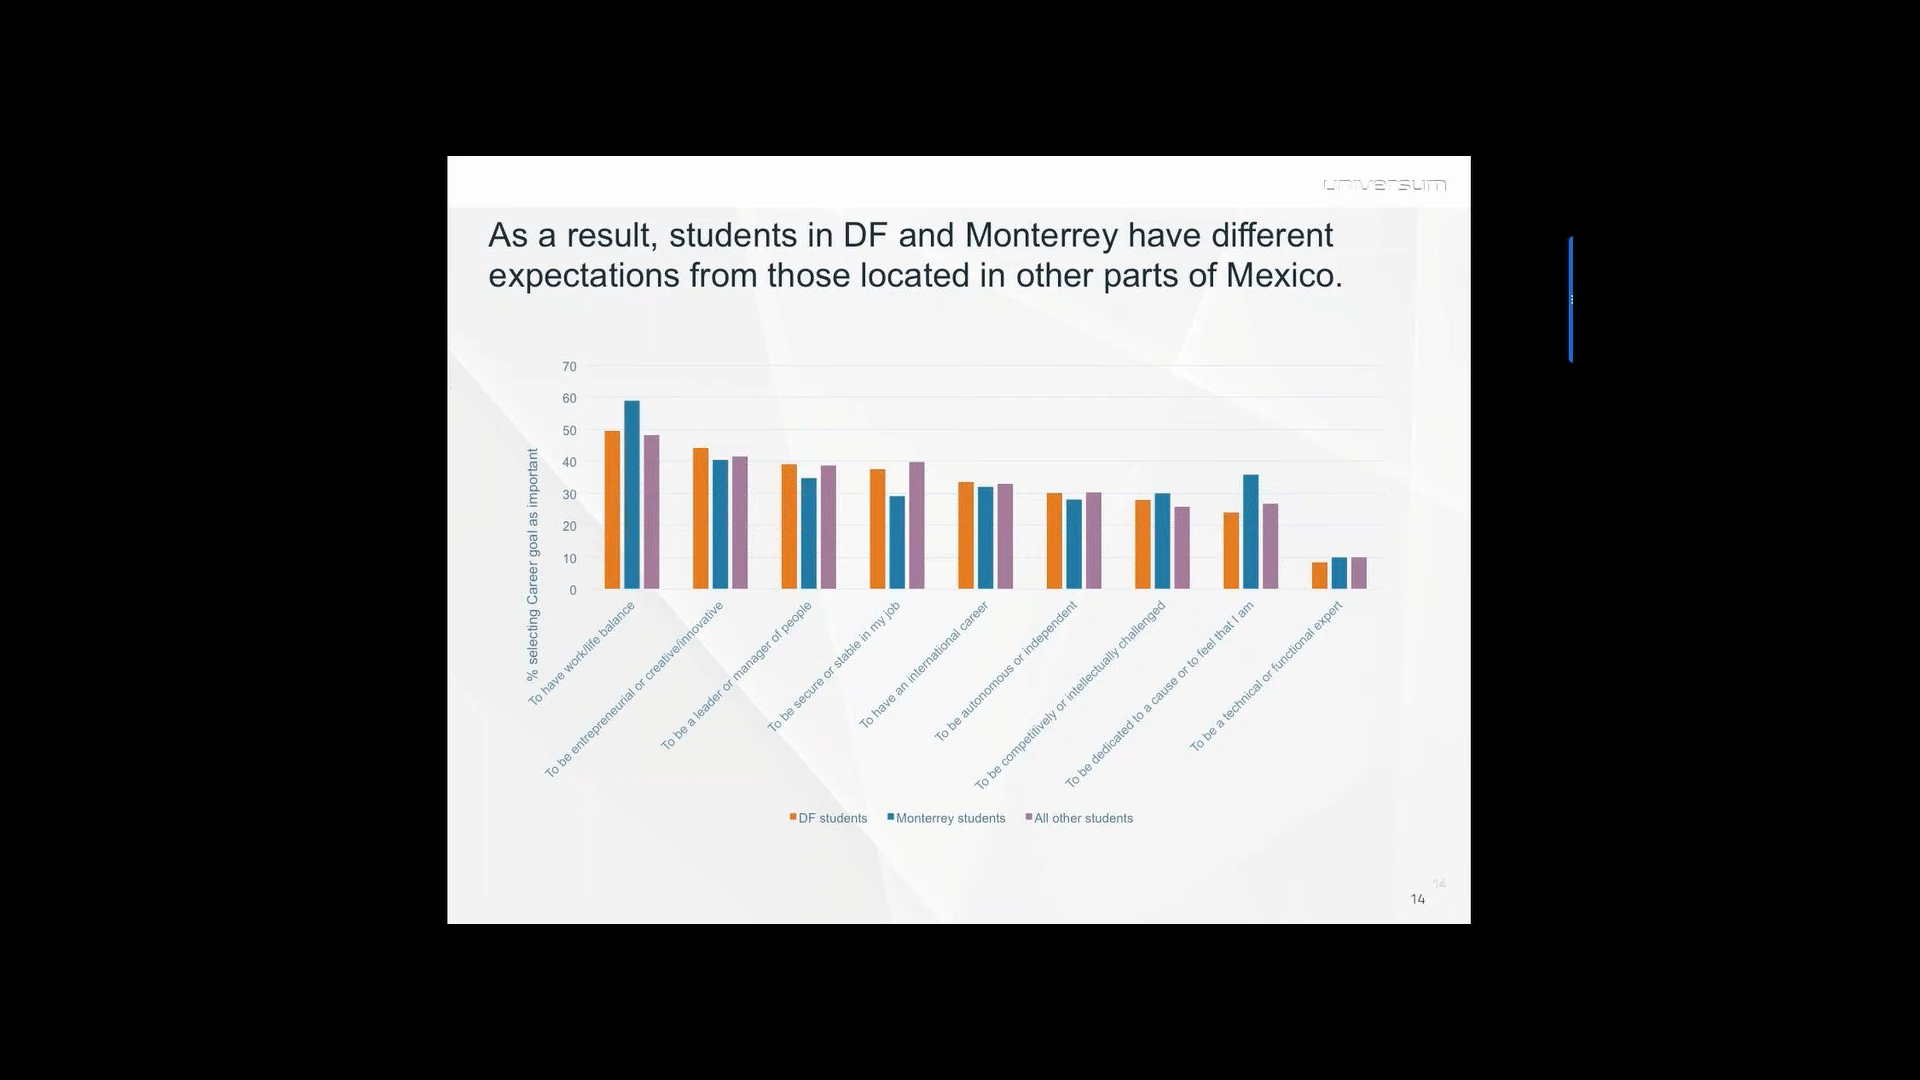 universum
As a result, students in DF and Monterrey have different
expectations from those located in other parts of Mexico.
% selecting Career goal as important
70
60
50
40
30
20
10
0
To have work/life balance
To be entrepreneurial or creative/innovative
To be a leader or manager of people
To be secure or stable in my job
To have an international career
To be autonomous or independent
To be competitively or intellectually challenged
To be dedicated to a cause or to feel that I am
To be a technical or functional expert
DF students
Monterrey students
All other students
14
14